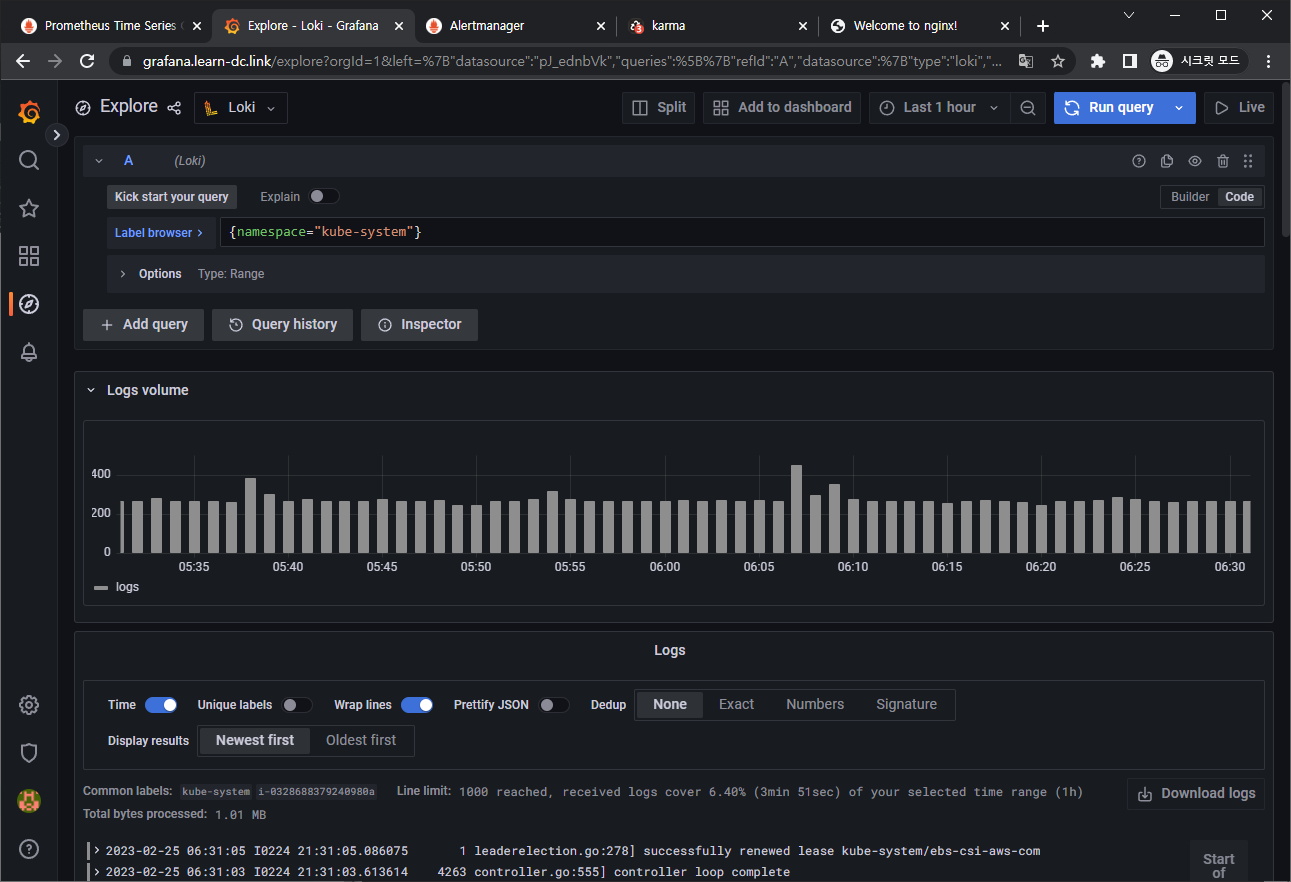 Prometheus Time Series
Explore - Loki - Grafana
Alertmanager
karma
Welcome to nginx!
grafana.learn-dc.link/explore?orgId=1&left=%7B"datasource":"pJ_ednbVk","queries":%5B%7B"refId":"A","datasource":%7B"type":"loki","...
시크릿 모드
Explore
Loki
Split
Add to dashboard
Last 1 hour
Run query
Live
A (Loki)
Kick start your query
Explain
Builder
Code
Label browser >
{namespace="kube-system"}
Options Type: Range
+ Add query
Query history
Inspector
Logs volume
400
200
0
05:35 05:40 05:45 05:50 05:55 06:00 06:05 06:10 06:15 06:20 06:25 06:30
logs
Logs
Time
Unique labels
Wrap lines
Prettify JSON
Dedup
None
Exact
Numbers
Signature
Display results
Newest first
Oldest first
Common labels: kube-system i-0328688379240980a Line limit: 1000 reached, received logs cover 6.40% (3min 51sec) of your selected time range (1h)
Download logs
Total bytes processed: 1.01 MB
> 2023-02-25 06:31:05 I0224 21:31:05.086075 1 leaderelection.go:278] successfully renewed lease kube-system/ebs-csi-aws-com
> 2023-02-25 06:31:03 I0224 21:31:03.613614 4263 controller.go:555] controller loop complete
Start
of